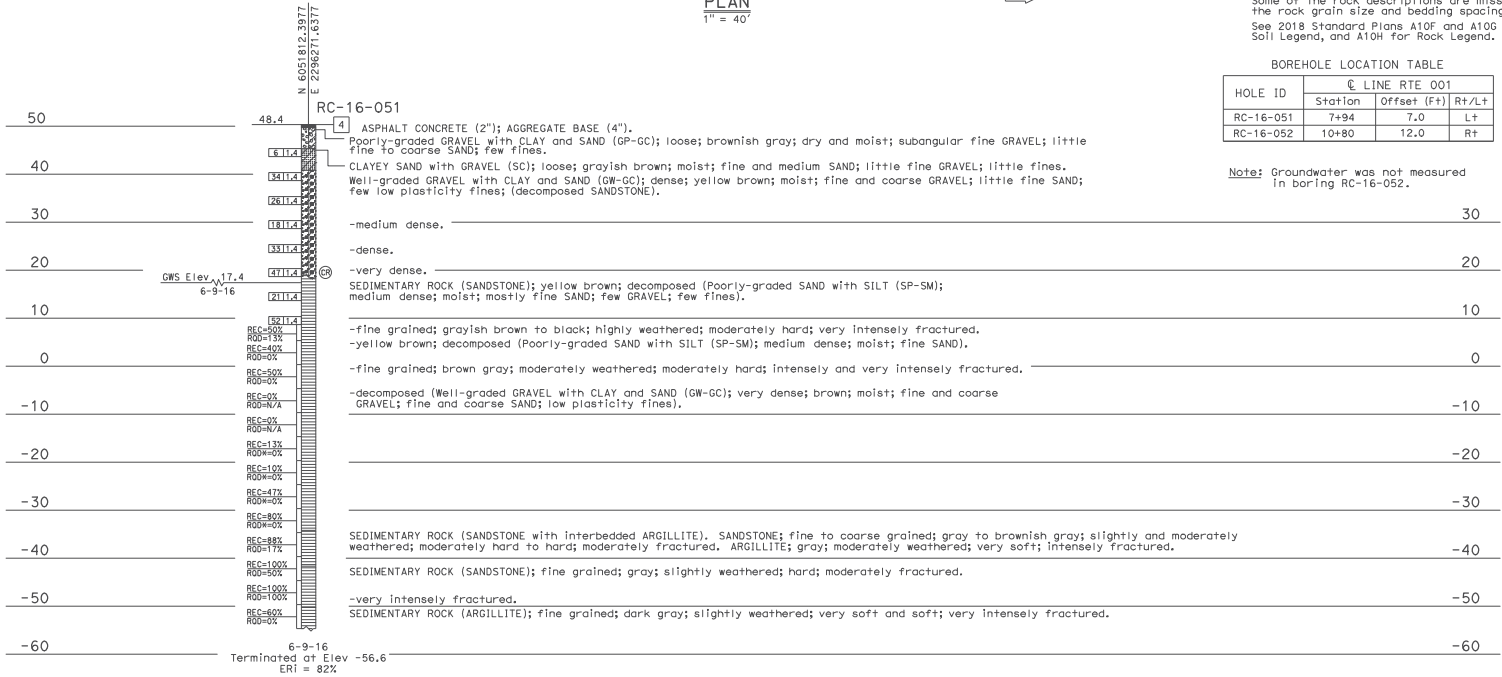 PLAN
1" = 40'
Some of the rock descriptions are miss
the rock grain size and bedding spacing
See 2018 Standard Plans A10F and A10G
Soil Legend, and A10H for Rock Legend.
BOREHOLE LOCATION TABLE
HOLE ID
℄ LINE RTE 001
Station Offset (Ft) Rt/Lt
RC-16-051 7+94 7.0 Lt
RC-16-052 10+80 12.0 Rt
Note: Groundwater was not measured
in boring RC-16-052.
N 6051812.3977
E 2296271.6377
RC-16-051
48.4
4
50
ASPHALT CONCRETE (2"); AGGREGATE BASE (4").
Poorly-graded GRAVEL with CLAY and SAND (GP-GC); loose; brownish gray; dry and moist; subangular fine GRAVEL; little
fine to coarse SAND; few fines.
6 1.4
CLAYEY SAND with GRAVEL (SC); loose; grayish brown; moist; fine and medium SAND; little fine GRAVEL; little fines.
40
34 1.4
Well-graded GRAVEL with CLAY and SAND (GW-GC); dense; yellow brown; moist; fine and coarse GRAVEL; little fine SAND;
few low plasticity fines; (decomposed SANDSTONE).
26 1.4
30
18 1.4
-medium dense.
30
33 1.4
-dense.
20
47 1.4
CR
-very dense.
20
GWS Elev 17.4
6-9-16
SEDIMENTARY ROCK (SANDSTONE); yellow brown; decomposed (Poorly-graded SAND with SILT (SP-SM);
medium dense; moist; mostly fine SAND; few GRAVEL; few fines).
21 1.4
10
10
52 1.4
REC=50%
RQD=13%
-fine grained; grayish brown to black; highly weathered; moderately hard; very intensely fractured.
REC=40%
RQD=0%
-yellow brown; decomposed (Poorly-graded SAND with SILT (SP-SM); medium dense; moist; fine SAND).
0
0
REC=50%
RQD=0%
-fine grained; brown gray; moderately weathered; moderately hard; intensely and very intensely fractured.
REC=0%
RQD=N/A
-decomposed (Well-graded GRAVEL with CLAY and SAND (GW-GC); very dense; brown; moist; fine and coarse
GRAVEL; fine and coarse SAND; low plasticity fines).
-10
-10
REC=0%
RQD=N/A
REC=13%
RQD*=0%
-20
-20
REC=10%
RQD*=0%
REC=47%
RQD*=0%
-30
-30
REC=80%
RQD*=0%
SEDIMENTARY ROCK (SANDSTONE with interbedded ARGILLITE). SANDSTONE; fine to coarse grained; gray to brownish gray; slightly and moderately
weathered; moderately hard to hard; moderately fractured. ARGILLITE; gray; moderately weathered; very soft; intensely fractured.
REC=88%
RQD=17%
-40
-40
REC=100%
RQD=50%
SEDIMENTARY ROCK (SANDSTONE); fine grained; gray; slightly weathered; hard; moderately fractured.
REC=100%
RQD=100%
-50
-very intensely fractured.
-50
REC=60%
RQD=0%
SEDIMENTARY ROCK (ARGILLITE); fine grained; dark gray; slightly weathered; very soft and soft; very intensely fractured.
-60
6-9-16
-60
Terminated at Elev -56.6
ERi = 82%